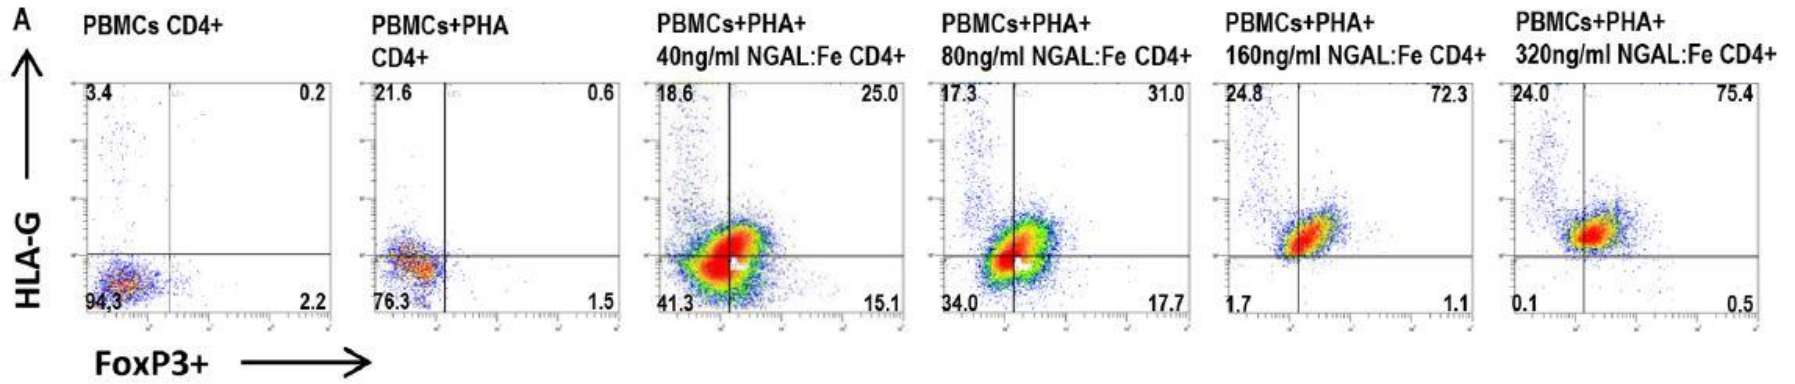 A
PBMCs CD4+
PBMCs+PHA
CD4+
PBMCs+PHA+
40ng/ml NGAL:Fe CD4+
PBMCs+PHA+
80ng/ml NGAL:Fe CD4+
PBMCs+PHA+
160ng/ml NGAL:Fe CD4+
PBMCs+PHA+
320ng/ml NGAL:Fe CD4+
HLA-G
3.4 0.2
94,3 2.2
21.6 0.6
76.3 1.5
18.6 25.0
41.3 15.1
17.3 31.0
34.0 17.7
24.8 72.3
1.7 1.1
24.0 75.4
0.1 0.5
FoxP3+